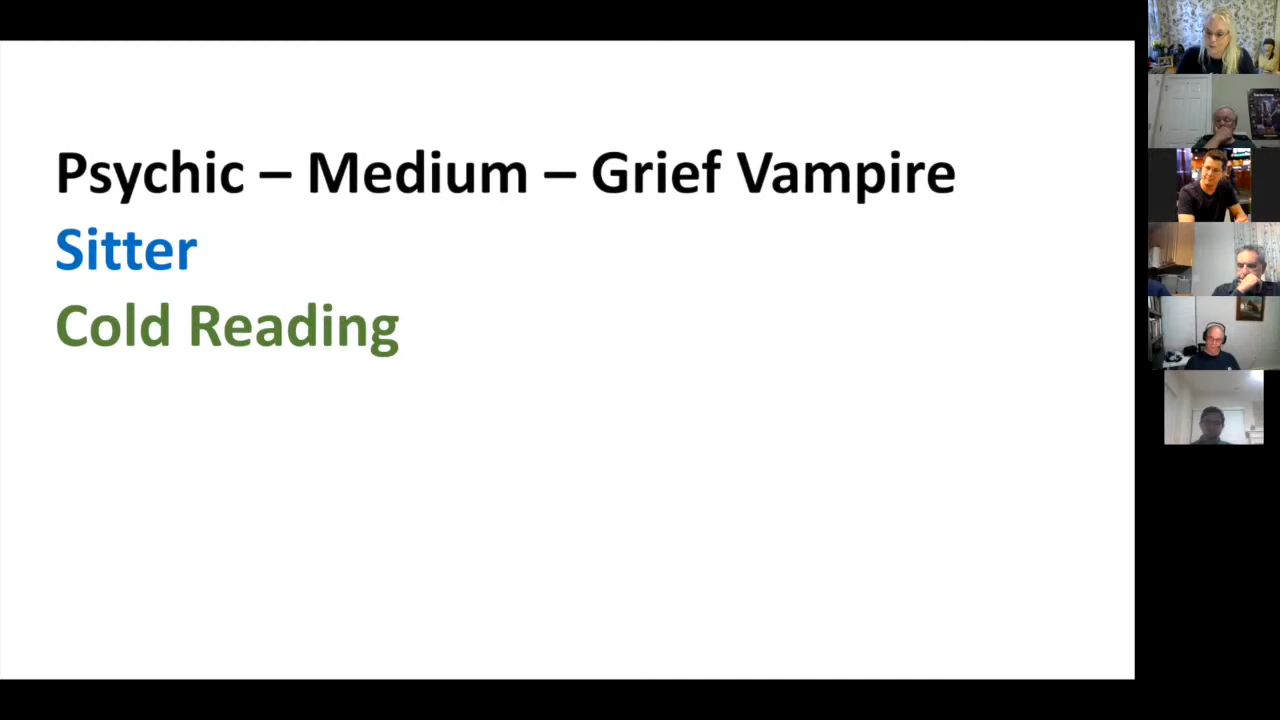 Psychic – Medium – Grief Vampire
Sitter
Cold Reading